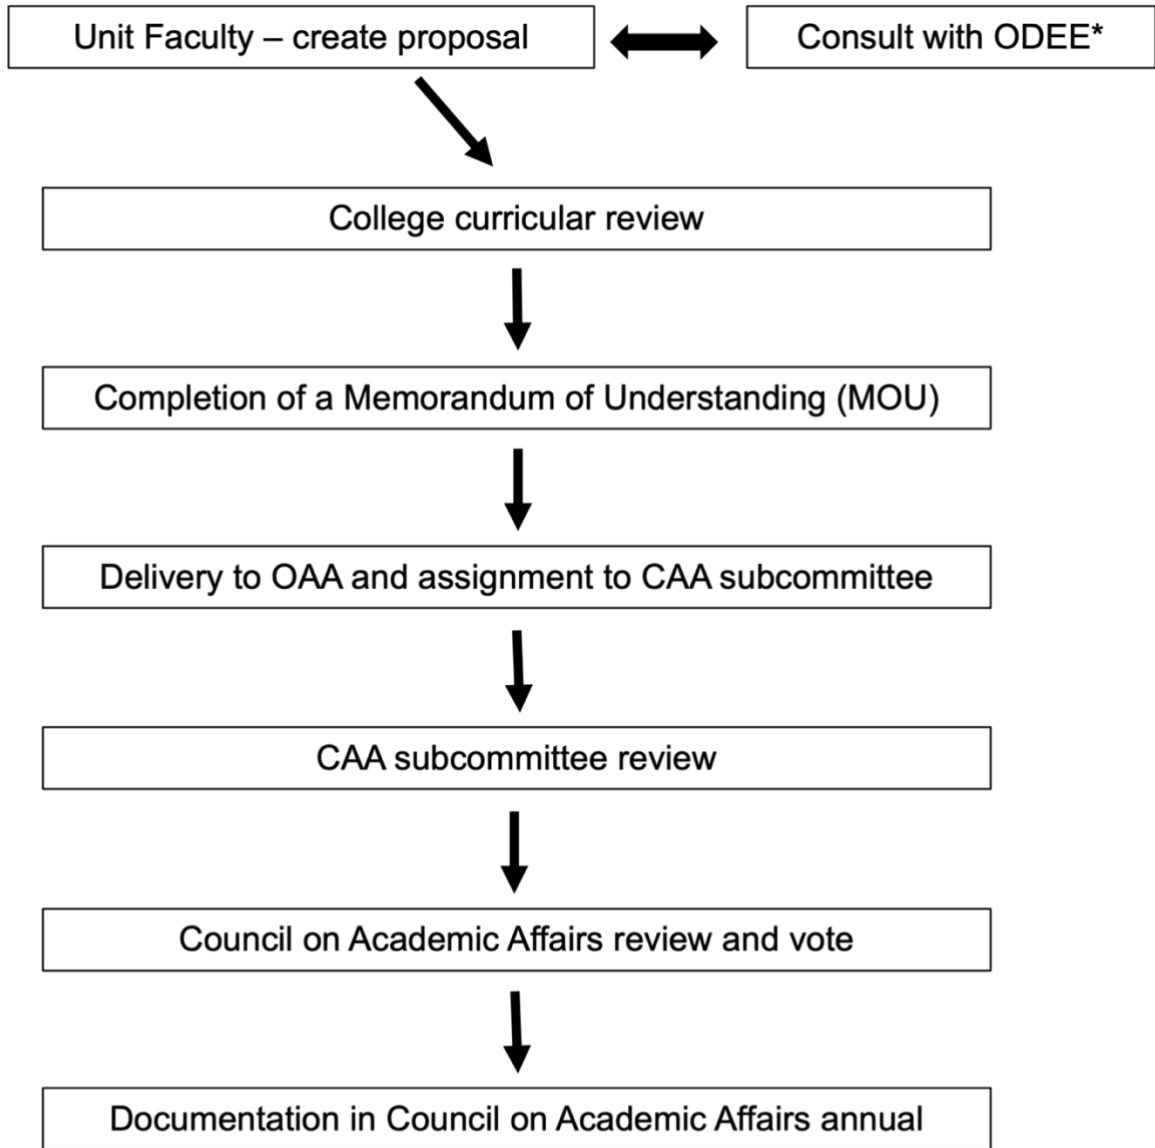 Unit Faculty – create proposal
Consult with ODEE*
College curricular review
Completion of a Memorandum of Understanding (MOU)
Delivery to OAA and assignment to CAA subcommittee
CAA subcommittee review
Council on Academic Affairs review and vote
Documentation in Council on Academic Affairs annual